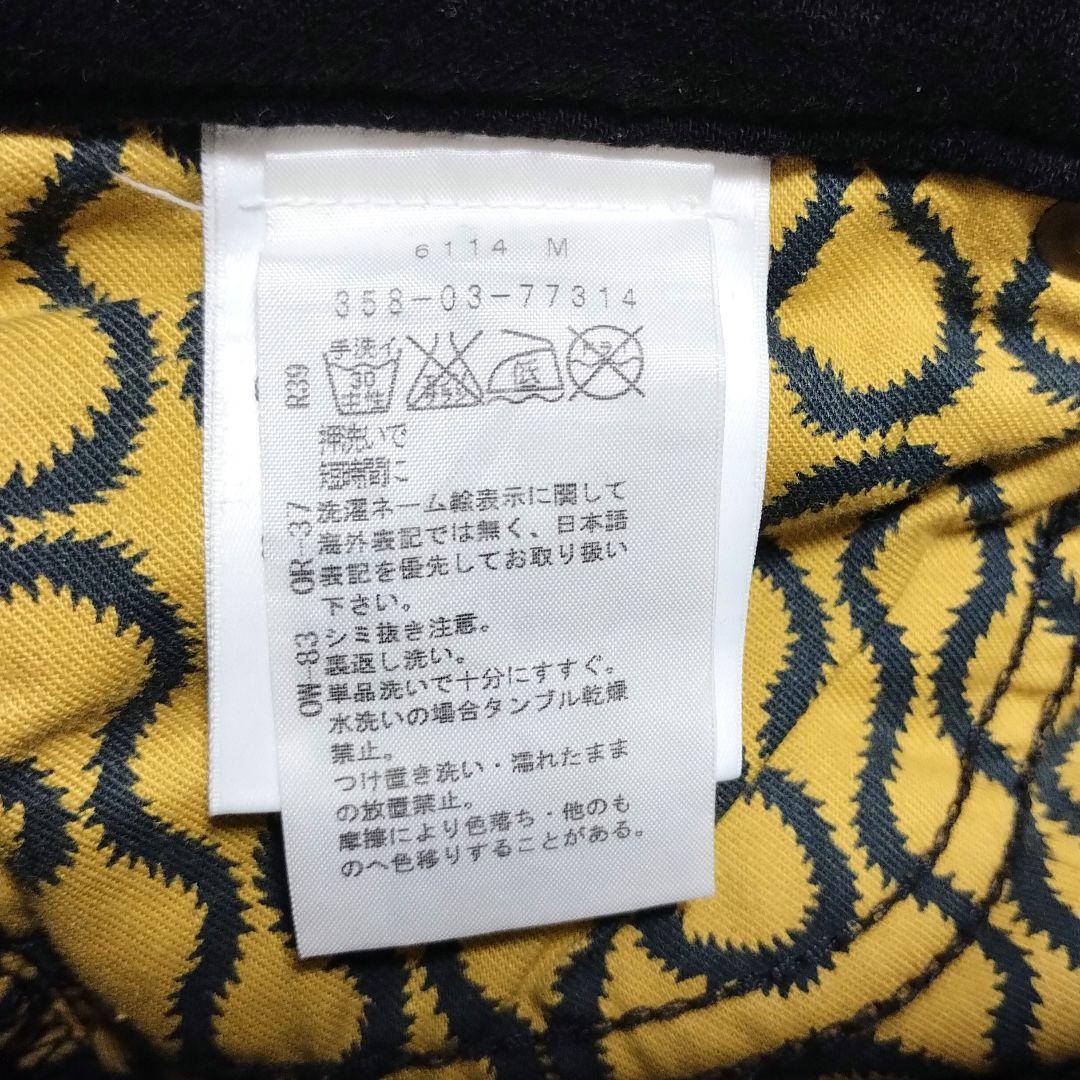 6114 M
358-03-77314
手洗イ
30
中性
エンソサラシ
低
押洗いで
短時間に
洗濯ネーム絵表示に関して
海外表記では無く、日本語
表記を優先してお取り扱い
下さい。
シミ抜き注意。
裏返し洗い。
単品洗いで十分にすすぐ。
水洗いの場合タンブル乾燥
禁止。
つけ置き洗い・濡れたまま
の放置禁止。
摩擦により色落ち・他のも
のへ色移りすることがある。
OW-83 OR-37 R39